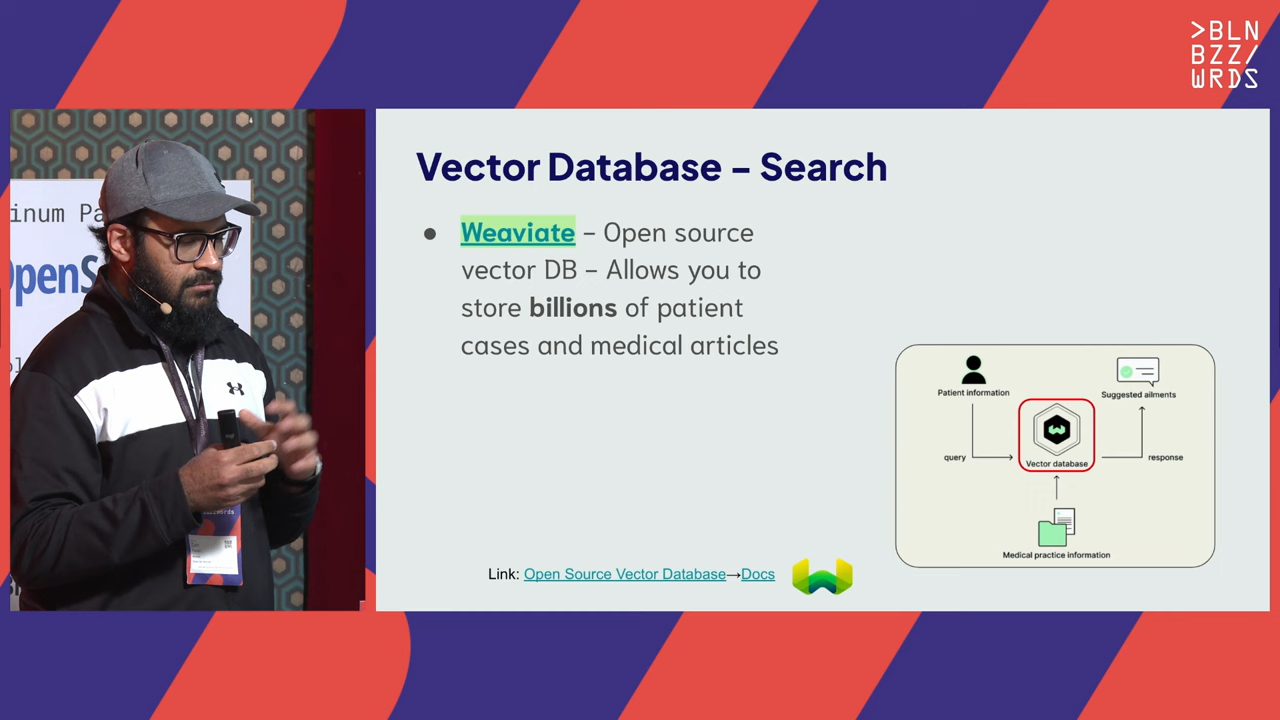 >BLN
BZZ/
WRDS
inum Pa
OpenS
Vector Database – Search
● Weaviate – Open source
vector DB – Allows you to
store billions of patient
cases and medical articles
Patient information
Suggested ailments
query
Vector database
response
Medical practice information
Link: Open Source Vector Database→Docs